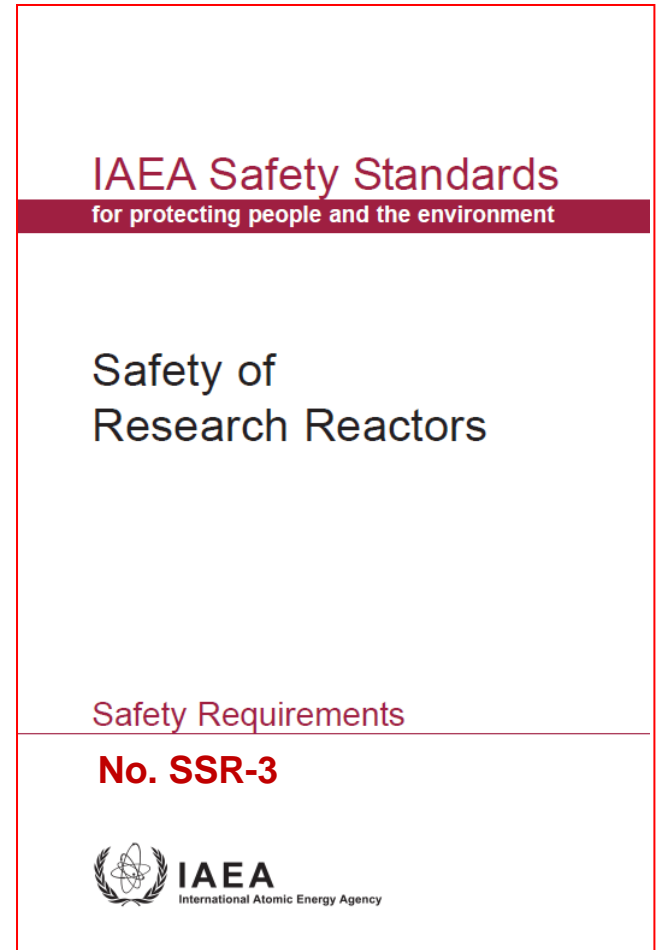 IAEA Safety Standards
for protecting people and the environment
Safety of
Research Reactors
Safety Requirements
No. SSR-3
IAEA
International Atomic Energy Agency